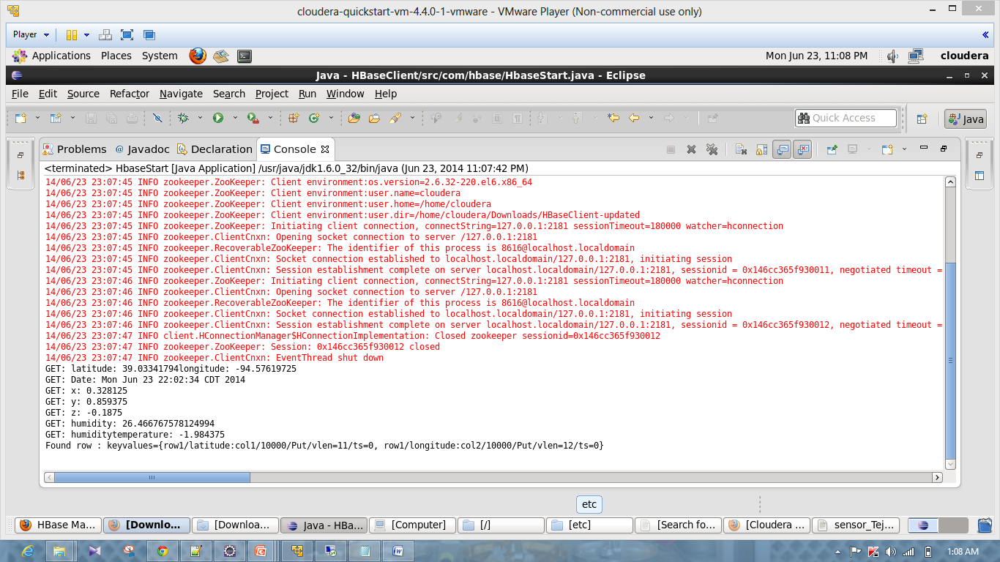 cloudera-quickstart-vm-4.4.0-1-vmware - VMware Player (Non-commercial use only)
Player
Applications Places System Mon Jun 23, 11:08 PM cloudera
Java - HBaseClient/src/com/hbase/HbaseStart.java - Eclipse
File Edit Source Refactor Navigate Search Project Run Window Help
Quick Access Java
Problems @ Javadoc Declaration Console
<terminated> HbaseStart [Java Application] /usr/java/jdk1.6.0_32/bin/java (Jun 23, 2014 11:07:42 PM)
14/06/23 23:07:45 INFO zookeeper.ZooKeeper: Client environment:os.version=2.6.32-220.el6.x86_64
14/06/23 23:07:45 INFO zookeeper.ZooKeeper: Client environment:user.name=cloudera
14/06/23 23:07:45 INFO zookeeper.ZooKeeper: Client environment:user.home=/home/cloudera
14/06/23 23:07:45 INFO zookeeper.ZooKeeper: Client environment:user.dir=/home/cloudera/Downloads/HBaseClient-updated
14/06/23 23:07:45 INFO zookeeper.ZooKeeper: Initiating client connection, connectString=127.0.0.1:2181 sessionTimeout=180000 watcher=hconnection
14/06/23 23:07:45 INFO zookeeper.ClientCnxn: Opening socket connection to server /127.0.0.1:2181
14/06/23 23:07:45 INFO zookeeper.RecoverableZooKeeper: The identifier of this process is 8616@localhost.localdomain
14/06/23 23:07:45 INFO zookeeper.ClientCnxn: Socket connection established to localhost.localdomain/127.0.0.1:2181, initiating session
14/06/23 23:07:45 INFO zookeeper.ClientCnxn: Session establishment complete on server localhost.localdomain/127.0.0.1:2181, sessionid = 0x146cc365f930011, negotiated timeout =
14/06/23 23:07:46 INFO zookeeper.ZooKeeper: Initiating client connection, connectString=127.0.0.1:2181 sessionTimeout=180000 watcher=hconnection
14/06/23 23:07:46 INFO zookeeper.ClientCnxn: Opening socket connection to server /127.0.0.1:2181
14/06/23 23:07:46 INFO zookeeper.RecoverableZooKeeper: The identifier of this process is 8616@localhost.localdomain
14/06/23 23:07:46 INFO zookeeper.ClientCnxn: Socket connection established to localhost.localdomain/127.0.0.1:2181, initiating session
14/06/23 23:07:46 INFO zookeeper.ClientCnxn: Session establishment complete on server localhost.localdomain/127.0.0.1:2181, sessionid = 0x146cc365f930012, negotiated timeout =
14/06/23 23:07:47 INFO client.HConnectionManager$HConnectionImplementation: Closed zookeeper sessionid=0x146cc365f930012
14/06/23 23:07:47 INFO zookeeper.ZooKeeper: Session: 0x146cc365f930012 closed
14/06/23 23:07:47 INFO zookeeper.ClientCnxn: EventThread shut down
GET: latitude: 39.03341794longitude: -94.57619725
GET: Date: Mon Jun 23 22:02:34 CDT 2014
GET: x: 0.328125
GET: y: 0.859375
GET: z: -0.1875
GET: humidity: 26.466767578124994
GET: humiditytemperature: -1.984375
Found row : keyvalues={row1/latitude:col1/10000/Put/vlen=11/ts=0, row1/longitude:col2/10000/Put/vlen=12/ts=0}
etc
HBase Ma... [Downlo... [Downloa... Java - HBa... [Computer] [/] [etc] [Search fo... [Cloudera ... sensor_Tej...
1:08 AM